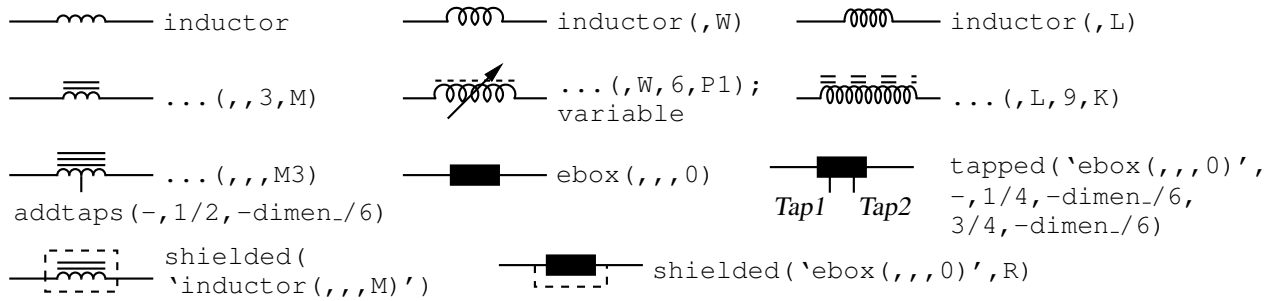 inductor
inductor(,W)
inductor(,L)
...(,,3,M)
...(,W,6,P1);
variable
...(,L,9,K)
...(,,,M3)
addtaps(-,1/2,-dimen_/6)
ebox(,,,0)
Tap1 Tap2
tapped(‘ebox(,,,0)’,
-,1/4,-dimen_/6,
3/4,-dimen_/6)
shielded(
‘inductor(,,,M)’)
shielded(‘ebox(,,,0)’,R)